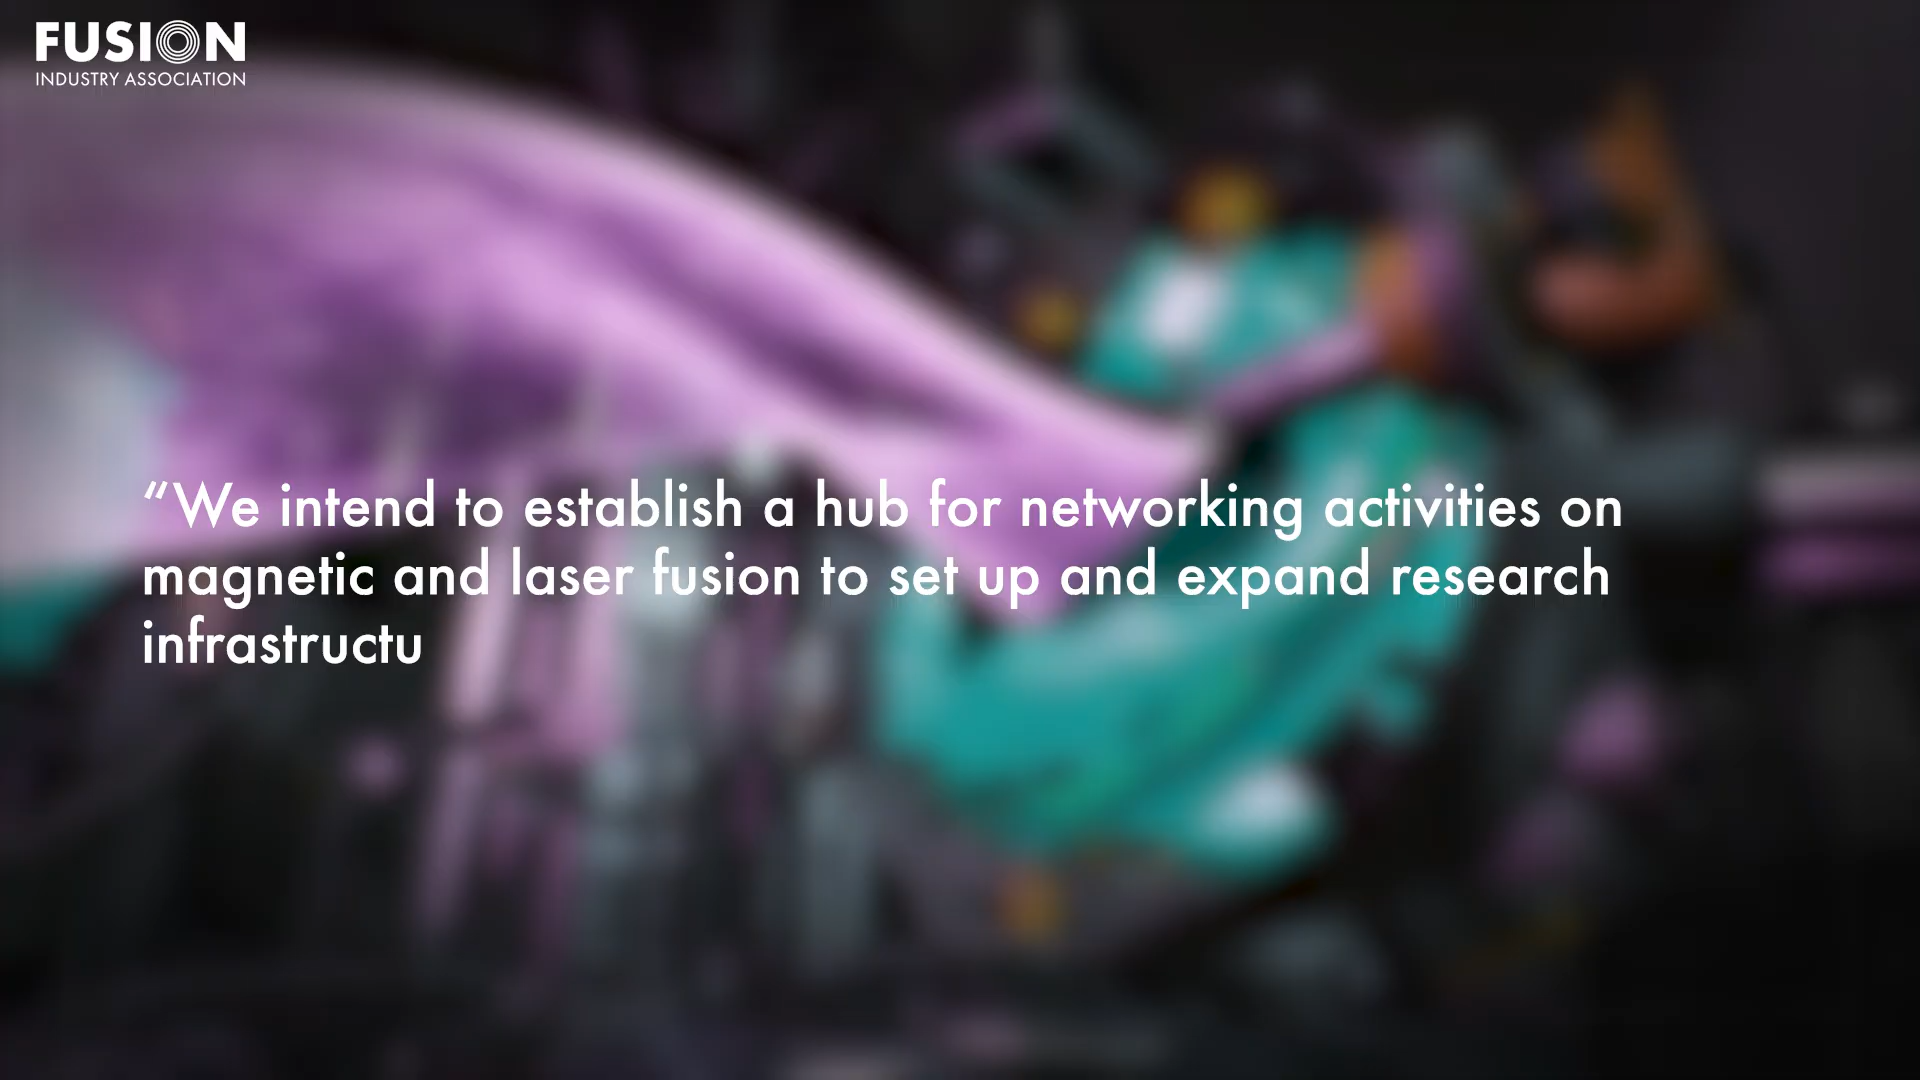 FUSION
INDUSTRY ASSOCIATION
“We intend to establish a hub for networking activities on
magnetic and laser fusion to set up and expand research
infrastructu